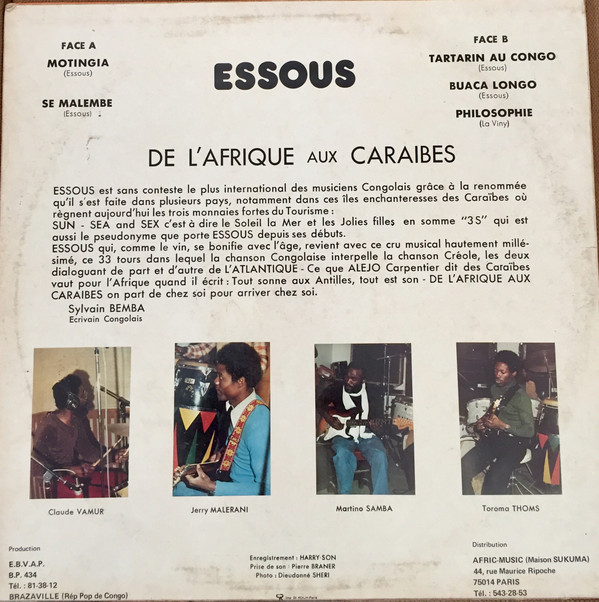 FACE A
MOTINGIA
(Essous)
SE MALEMBE
(Essous)
ESSOUS
FACE B
TARTARIN AU CONGO
(Essous)
BUACA LONGO
(Essous)
PHILOSOPHIE
(La Viny)
DE L'AFRIQUE AUX CARAIBES
ESSOUS est sans conteste le plus international des musiciens Congolais grâce à la renommée
qu'il s'est faite dans plusieurs pays, notamment dans ces îles enchanteresses des Caraïbes où
règnent aujourd'hui les trois monnaies fortes du Tourisme :
SUN - SEA and SEX c'est à dire le Soleil la Mer et les Jolies filles en somme "3S" qui est
aussi le pseudonyme que porte ESSOUS depuis ses débuts.
ESSOUS qui, comme le vin, se bonifie avec l'âge, revient avec ce cru musical hautement millé-
simé, ce 33 tours dans lequel la chanson Congolaise interpelle la chanson Créole, les deux
dialoguant de part et d'autre de L'ATLANTIQUE - Ce que ALEJO Carpentier dit des Caraïbes
vaut pour l'Afrique quand il écrit : Tout sonne aux Antilles, tout est son - DE L'AFRIQUE AUX
CARAIBES on part de chez soi pour arriver chez soi.
Sylvain BEMBA
Ecrivain Congolais
Claude VAMUR
Jerry MALERANI
Martino SAMBA
Toroma THOMS
Production
E.B.V.A.P.
B.P. 434
Tél. : 81-38-12
BRAZAVILLE (Rép Pop de Congo)
Enregistrement : HARRY-SON
Prise de son : Pierre BRANER
Photo : Dieudanné SHERI
Distribution
AFRIC-MUSIC (Maison SUKUMA)
44, rue Maurice Ripoche
75014 PARIS
Tél. : 543-28-53